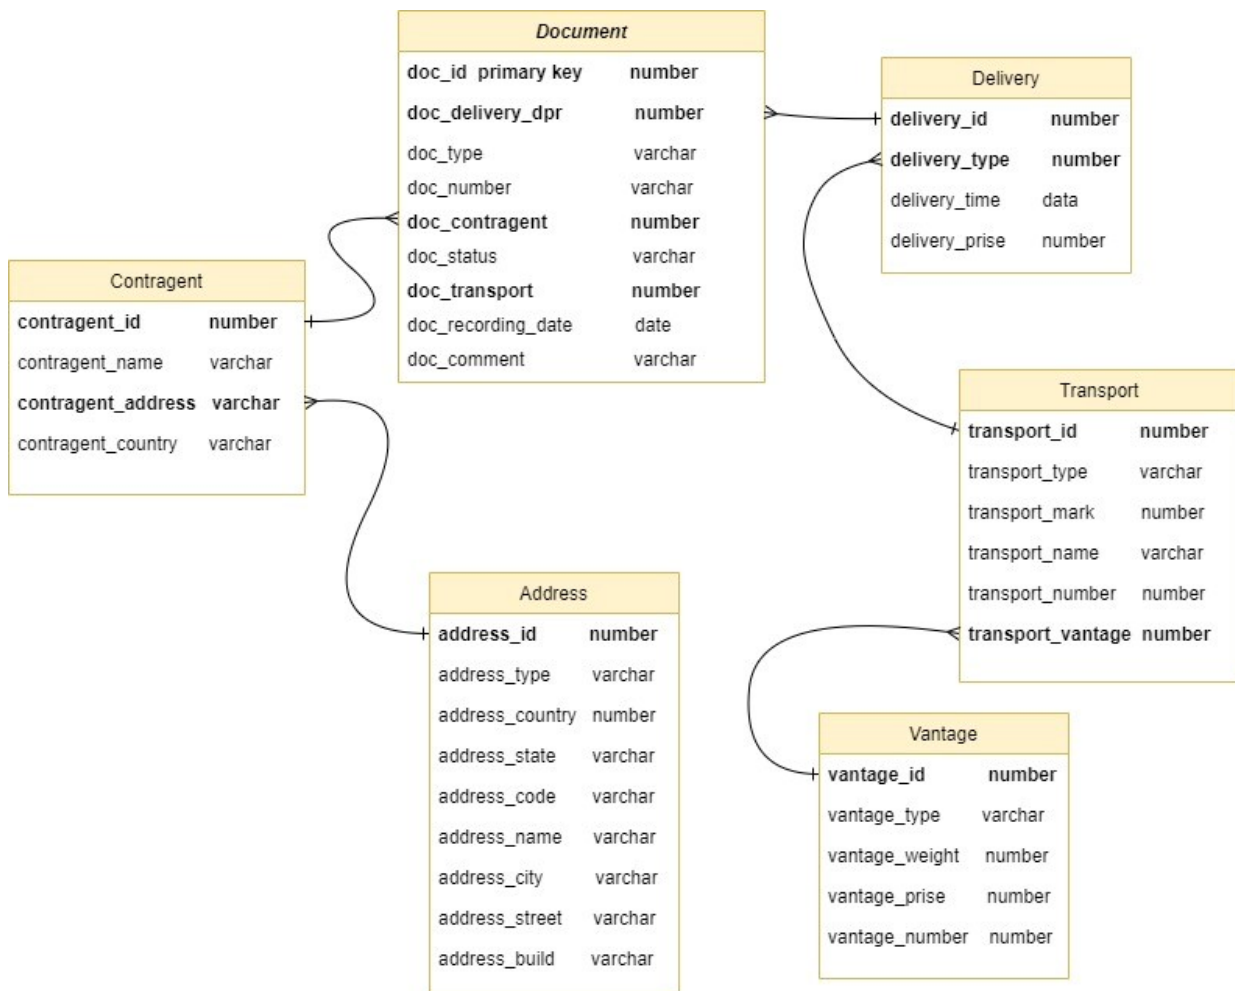 Document
doc_id primary key number
doc_delivery_dpr number
doc_type varchar
doc_number varchar
doc_contragent number
doc_status varchar
doc_transport number
doc_recording_date date
doc_comment varchar
Delivery
delivery_id number
delivery_type number
delivery_time data
delivery_prise number
Contragent
contragent_id number
contragent_name varchar
contragent_address varchar
contragent_country varchar
Transport
transport_id number
transport_type varchar
transport_mark number
transport_name varchar
transport_number number
transport_vantage number
Address
address_id number
address_type varchar
address_country number
address_state varchar
address_code varchar
address_name varchar
address_city varchar
address_street varchar
address_build varchar
Vantage
vantage_id number
vantage_type varchar
vantage_weight number
vantage_prise number
vantage_number number